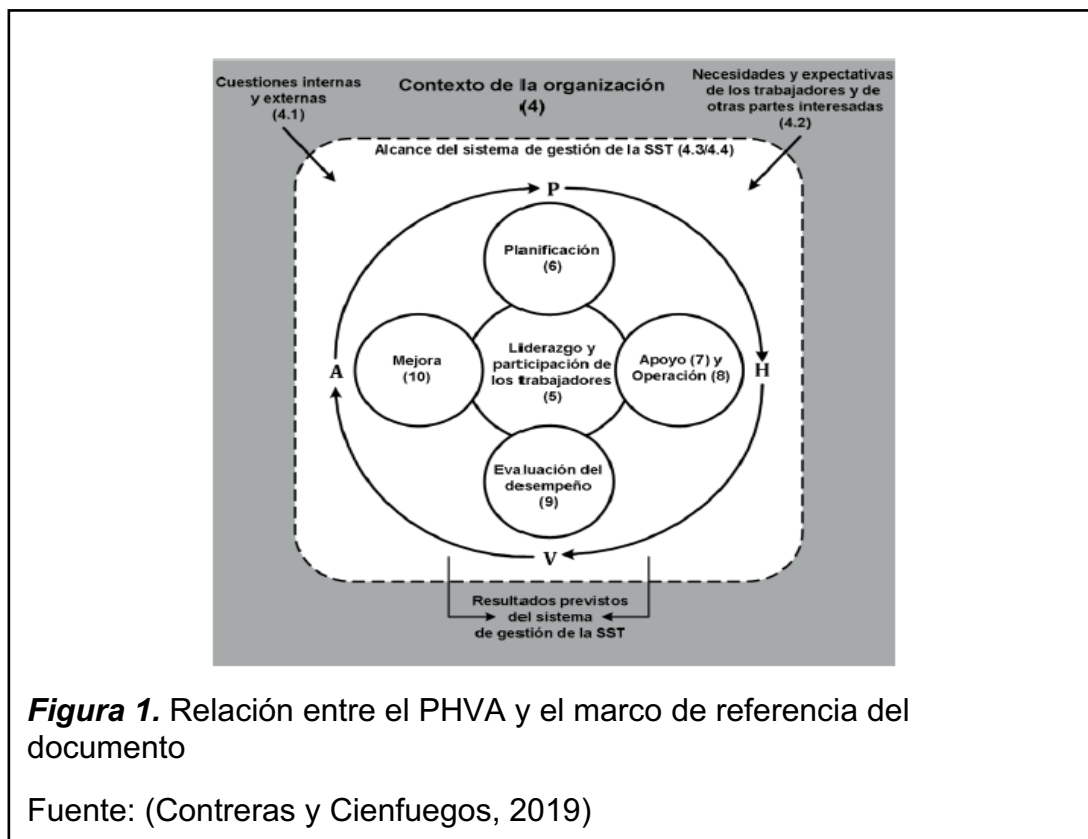 Cuestiones internas
y externas
(4.1)
Contexto de la organización
(4)
Necesidades y expectativas
de los trabajadores y de
otras partes interesadas
(4.2)
Alcance del sistema de gestión de la SST (4.3/4.4)
P
Planificación
(6)
A
Mejora
(10)
Liderazgo y
participación de
los trabajadores
(5)
Apoyo (7) y
Operación (8)
H
Evaluación del
desempeño
(9)
V
Resultados previstos
del sistema
de gestión de la SST
Figura 1. Relación entre el PHVA y el marco de referencia del
documento
Fuente: (Contreras y Cienfuegos, 2019)